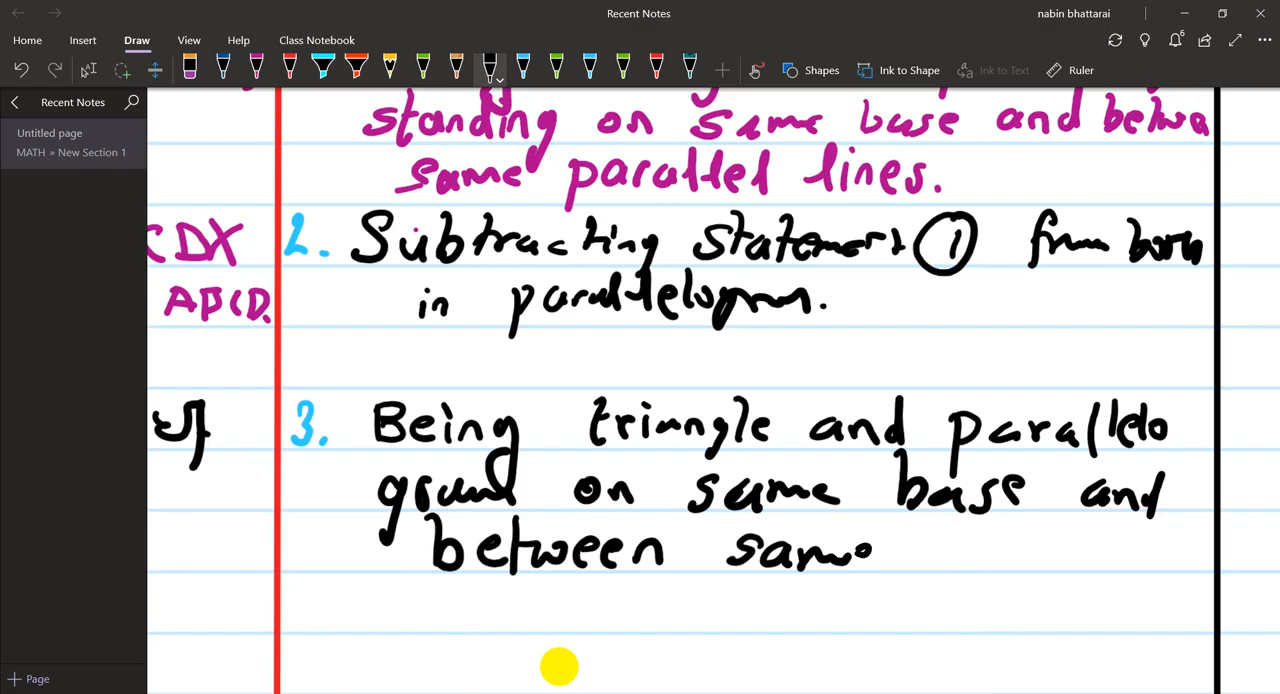 Recent Notes
nabin bhattarai
Home Insert Draw View Help Class Notebook
6
Shapes Ink to Shape Ink to Text Ruler
Recent Notes
Untitled page
MATH » New Section 1
standing on same base and betwe
same parallel lines.
CDX 2. Subtracting statement ① from both
ABCD. in parallelogram.
3. Being triangle and parallelo
gram on same base and
between same
Page